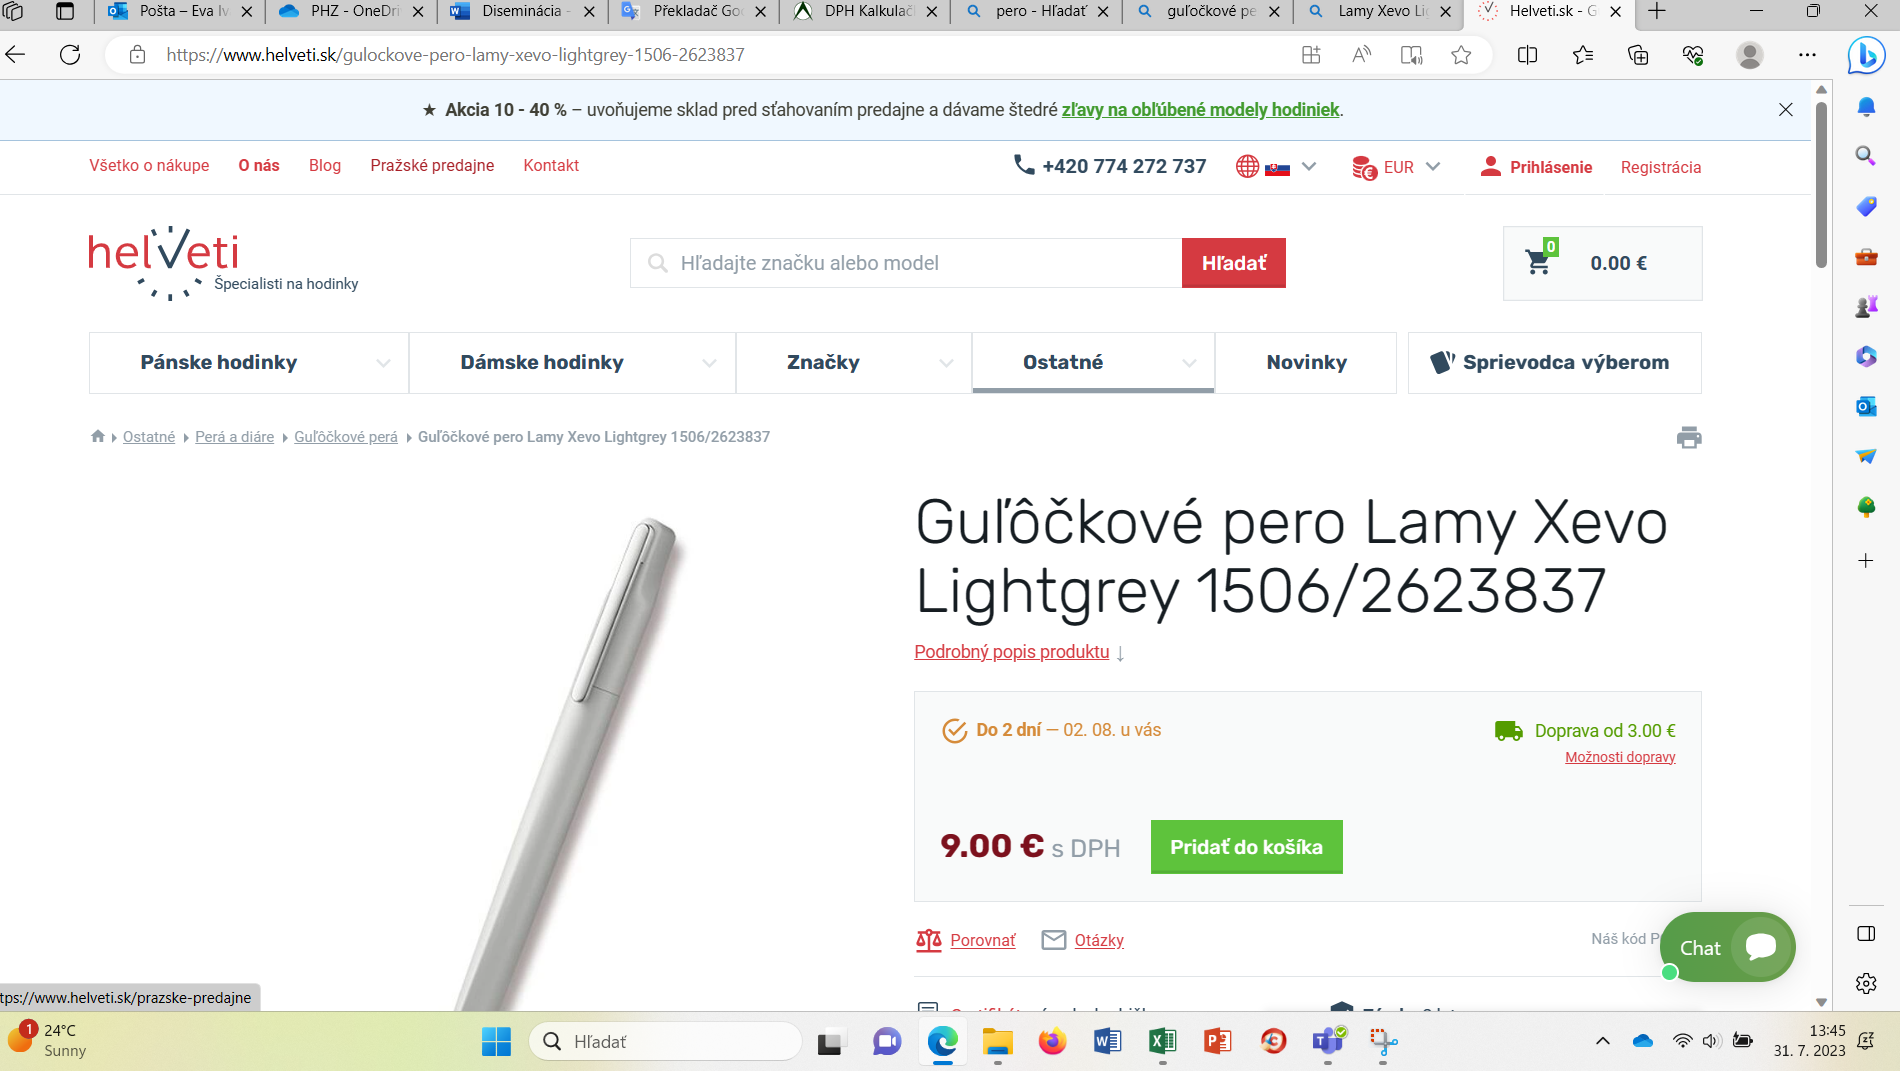 Pošta – Eva Iv
PHZ - OneDri
Diseminácia -
Překladač Goo
DPH Kalkulačl
pero - Hľadať
guľočkové pe
Lamy Xevo Lig
Helveti.sk - G
https://www.helveti.sk/gulockove-pero-lamy-xevo-lightgrey-1506-2623837
★ Akcia 10 - 40 % – uvoňujeme sklad pred sťahovaním predajne a dávame štedré zľavy na obľúbené modely hodiniek.
Všetko o nákupe O nás Blog Pražské predajne Kontakt +420 774 272 737 EUR Prihlásenie Registrácia
helveti
Špecialisti na hodinky
Hľadajte značku alebo model Hľadať
0
0.00 €
Pánske hodinky Dámske hodinky Značky Ostatné Novinky Sprievodca výberom
Ostatné Perá a diáre Guľôčkové perá Guľôčkové pero Lamy Xevo Lightgrey 1506/2623837
Guľôčkové pero Lamy Xevo
Lightgrey 1506/2623837
Podrobný popis produktu ↓
Do 2 dní — 02. 08. u vás
Doprava od 3.00 €
Možnosti dopravy
9.00 € s DPH Pridať do košíka
Porovnať Otázky
Náš kód
Chat
tps://www.helveti.sk/prazske-predajne
1
24°C
Sunny
Hľadať
13:45
31. 7. 2023